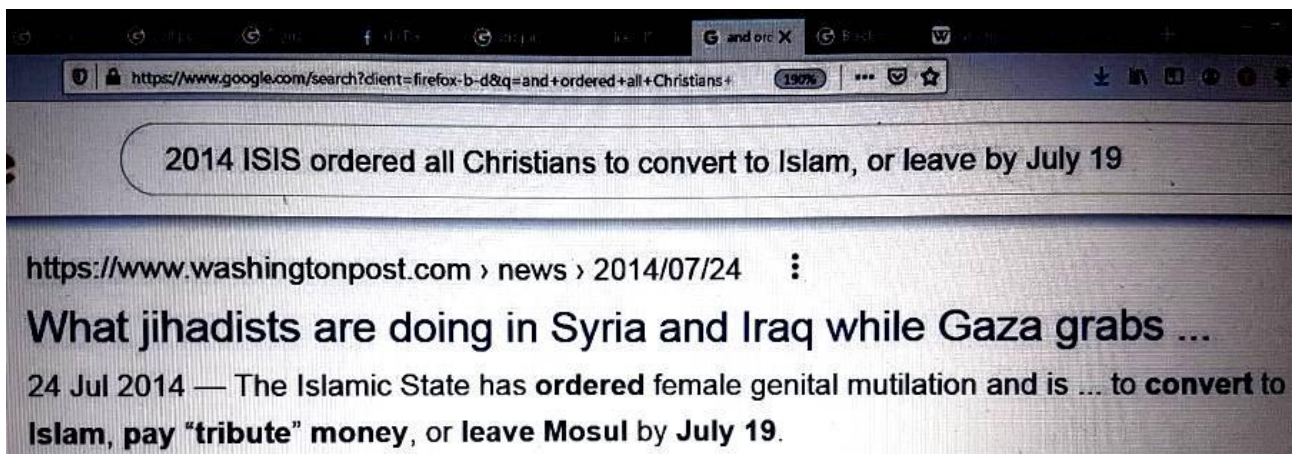 G and orc X
https://www.google.com/search?client=firefox-b-d&q=and+ordered+all+Christians+ 190%
2014 ISIS ordered all Christians to convert to Islam, or leave by July 19
https://www.washingtonpost.com › news › 2014/07/24
What jihadists are doing in Syria and Iraq while Gaza grabs ...
24 Jul 2014 — The Islamic State has ordered female genital mutilation and is ... to convert to
Islam, pay “tribute” money, or leave Mosul by July 19.